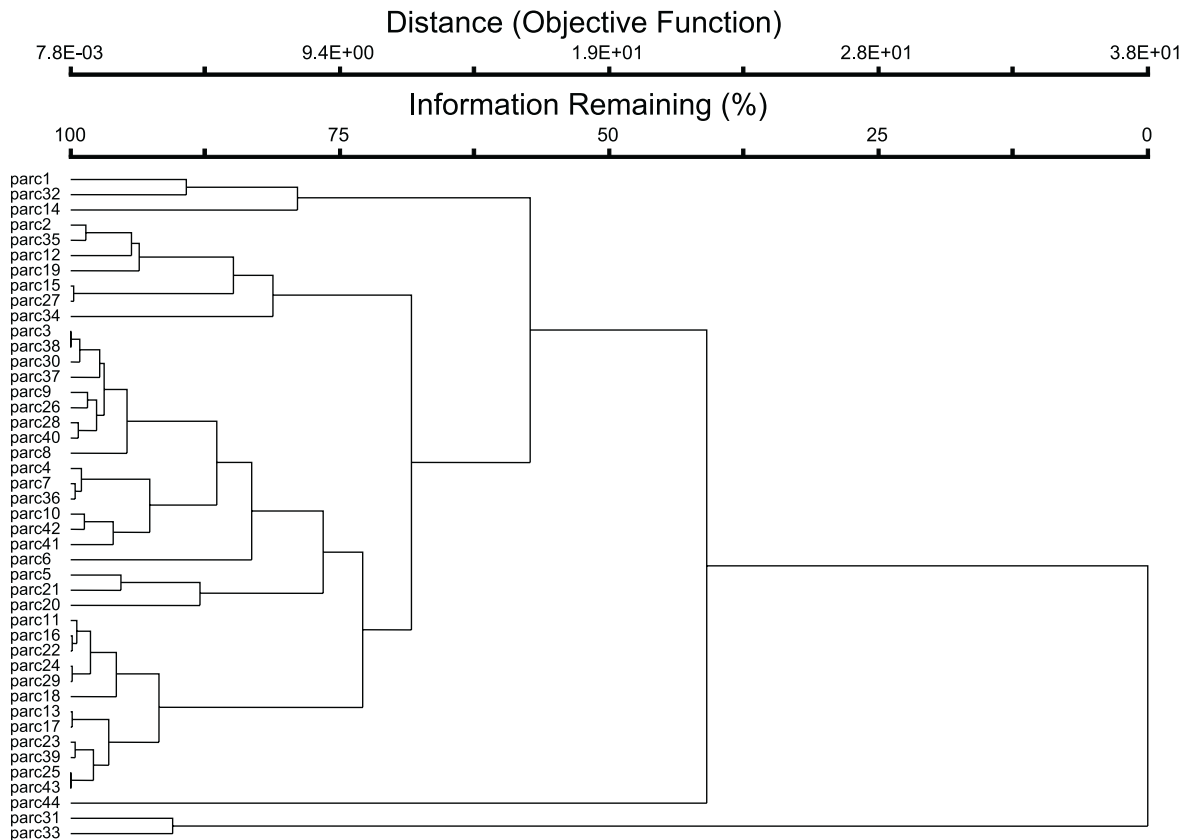 Distance (Objective Function)
7.8E-03 9.4E+00 1.9E+01 2.8E+01 3.8E+01
Information Remaining (%)
100 75 50 25 0
parc1
parc32
parc14
parc2
parc35
parc12
parc19
parc15
parc27
parc34
parc3
parc38
parc30
parc37
parc9
parc26
parc28
parc40
parc8
parc4
parc7
parc36
parc10
parc42
parc41
parc6
parc5
parc21
parc20
parc11
parc16
parc22
parc24
parc29
parc18
parc13
parc17
parc23
parc39
parc25
parc43
parc44
parc31
parc33